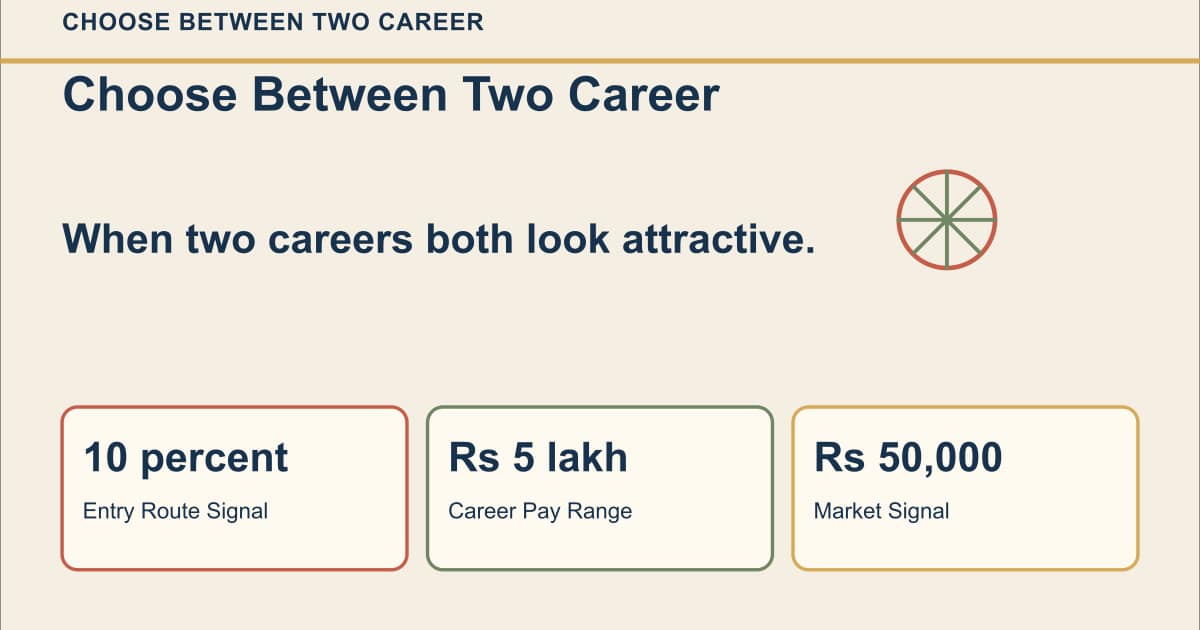 CHOOSE BETWEEN TWO CAREER
Choose Between Two Career
When two careers both look attractive.
10 percent
Entry Route Signal
Rs 5 lakh
Career Pay Range
Rs 50,000
Market Signal